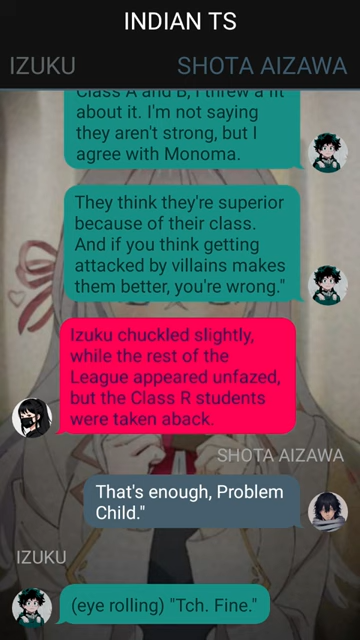 INDIAN TS
IZUKU SHOTA AIZAWA
Class A and B, I threw a fit
about it. I'm not saying
they aren't strong, but I
agree with Monoma.
They think they're superior
because of their class.
And if you think getting
attacked by villains makes
them better, you're wrong."
Izuku chuckled slightly,
while the rest of the
League appeared unfazed,
but the Class R students
were taken aback.
SHOTA AIZAWA
That's enough, Problem
Child."
IZUKU
(eye rolling) "Tch. Fine."